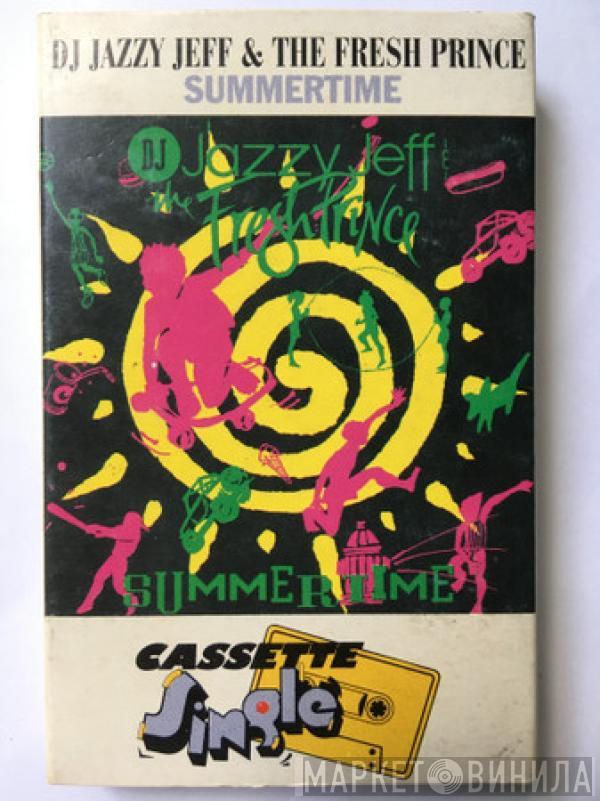 DJ JAZZY JEFF & THE FRESH PRINCE
SUMMERTIME
DJ Jazzy Jeff
the Fresh Prince
SUMMERTIME
CASSETTE
Single
МАРКЕТ ВИНИЛА